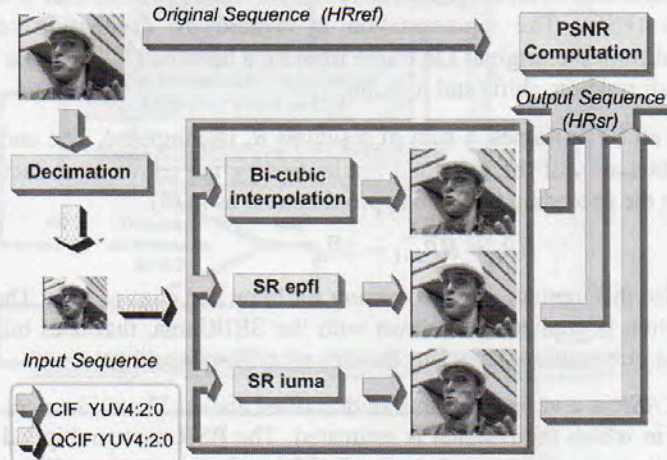 Original Sequence (HRref)
PSNR
Computation
Output Sequence
(HRsr)
Decimation
Bi-cubic
interpolation
SR epfl
Input Sequence
SR iuma
CIF YUV4:2:0
QCIF YUV4:2:0